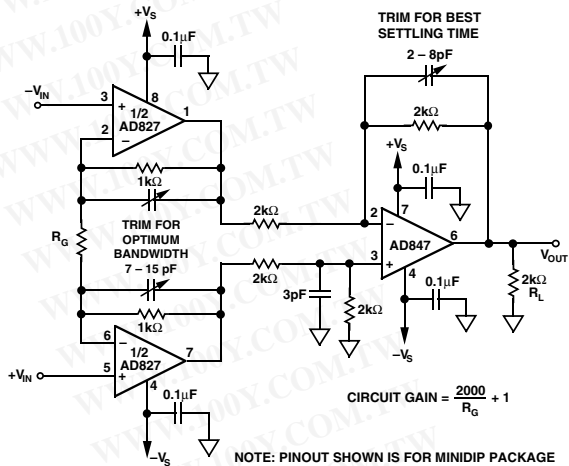 +VS
0.1µF
TRIM FOR BEST
SETTLING TIME
2 – 8pF
–VIN
3
+
8
1/2
AD827
1
2
–
2kΩ
+VS
0.1µF
1kΩ
TRIM FOR
OPTIMUM
BANDWIDTH
7 – 15 pF
RG
2kΩ
2
–
7
AD847
6
VOUT
2kΩ
3
+
4
3pF
2kΩ
0.1µF
2kΩ
RL
–VS
1kΩ
6
–
1/2
AD827
7
+VIN
5
+
4
0.1µF
–VS
CIRCUIT GAIN = 2000 / RG + 1
NOTE: PINOUT SHOWN IS FOR MINIDIP PACKAGE
WWW.100Y.COM.TW